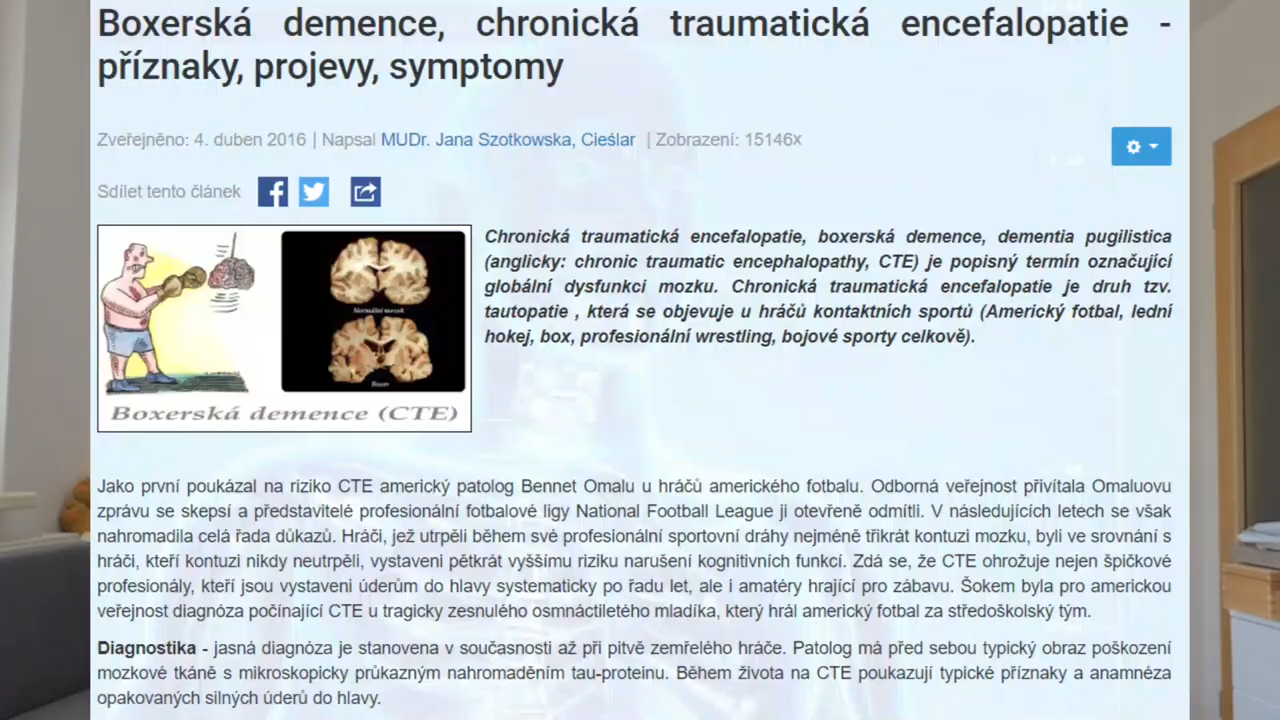 Boxerská demence, chronická traumatická encefalopatie -
příznaky, projevy, symptomy
Zveřejněno: 4. duben 2016 | Napsal MUDr. Jana Szotkowska, Cieślar | Zobrazení: 15146x
Sdílet tento článek
Normální mozek
Boxer
Boxerská demence (CTE)
Chronická traumatická encefalopatie, boxerská demence, dementia pugilistica
(anglicky: chronic traumatic encephalopathy, CTE) je popisný termín označující
globální dysfunkci mozku. Chronická traumatická encefalopatie je druh tzv.
tautopatie , která se objevuje u hráčů kontaktních sportů (Americký fotbal, lední
hokej, box, profesionální wrestling, bojové sporty celkově).
Jako první poukázal na riziko CTE americký patolog Bennet Omalu u hráčů amerického fotbalu. Odborná veřejnost přivítala Omaluovu
zprávu se skepsí a představitelé profesionální fotbalové ligy National Football League ji otevřeně odmítli. V následujících letech se však
nahromadila celá řada důkazů. Hráči, jež utrpěli během své profesionální sportovní dráhy nejméně třikrát kontuzi mozku, byli ve srovnání s
hráči, kteří kontuzi nikdy neutrpěli, vystaveni pětkrát vyššímu riziku narušení kognitivních funkcí. Zdá se, že CTE ohrožuje nejen špičkové
profesionály, kteří jsou vystaveni úderům do hlavy systematicky po řadu let, ale i amatéry hrající pro zábavu. Šokem byla pro americkou
veřejnost diagnóza počínající CTE u tragicky zesnulého osmnáctiletého mladíka, který hrál americký fotbal za středoškolský tým.
Diagnostika - jasná diagnóza je stanovena v současnosti až při pitvě zemřelého hráče. Patolog má před sebou typický obraz poškození
mozkové tkáně s mikroskopicky průkazným nahromaděním tau-proteinu. Během života na CTE poukazují typické příznaky a anamnéza
opakovaných silných úderů do hlavy.